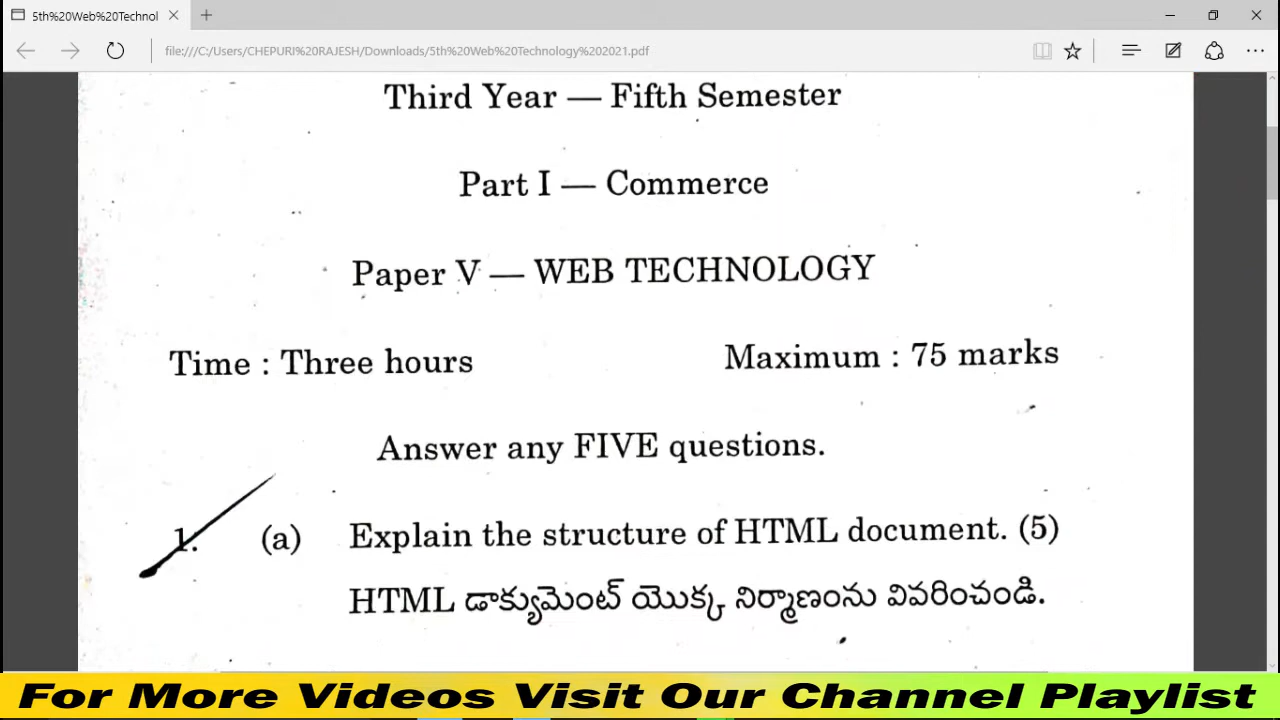 5th%20Web%20Technol
file:///C:/Users/CHEPURI%20RAJESH/Downloads/5th%20Web%20Technology%202021.pdf
Third Year — Fifth Semester
Part I — Commerce
Paper V — WEB TECHNOLOGY
Time : Three hours Maximum : 75 marks
Answer any FIVE questions.
1. (a) Explain the structure of HTML document. (5)
HTML డాక్యుమెంట్ యొక్క నిర్మాణంను వివరించండి.
For More Videos Visit Our Channel Playlist